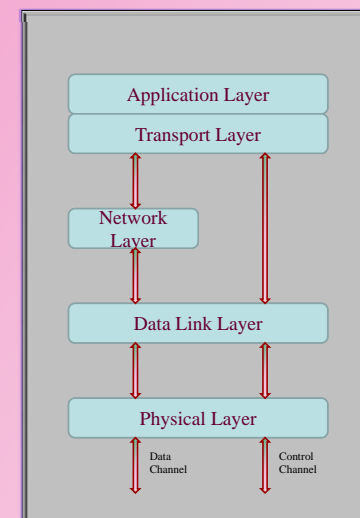 Application Layer
Transport Layer
Network
Layer
Data Link Layer
Physical Layer
Data
Channel
Control
Channel